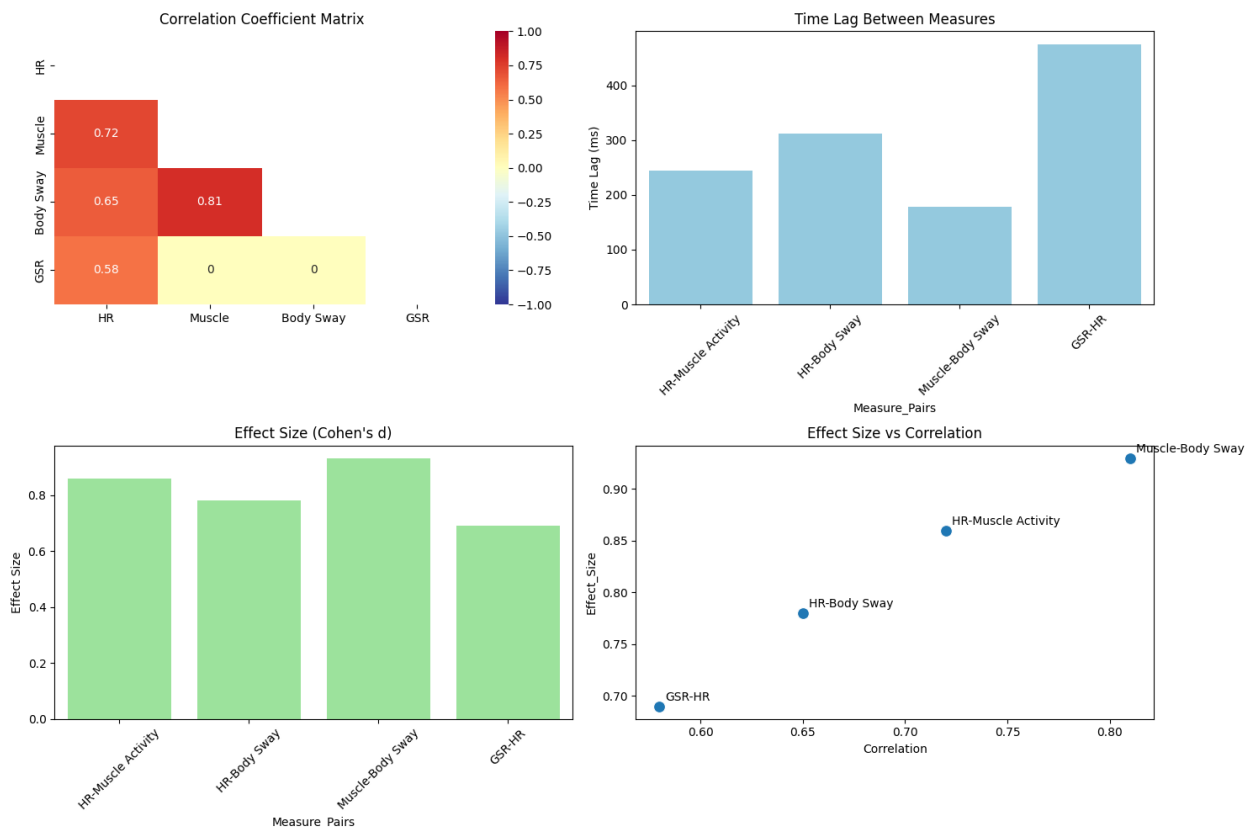 Correlation Coefficient Matrix
HR
Muscle
Body Sway
GSR
0.72
0.65
0.81
0.58
0
0
HR
Muscle
Body Sway
GSR
1.00
0.75
0.50
0.25
0.00
−0.25
−0.50
−0.75
−1.00
Time Lag Between Measures
Time Lag (ms)
400
300
200
100
0
HR-Muscle Activity
HR-Body Sway
Muscle-Body Sway
GSR-HR
Measure_Pairs
Effect Size (Cohen's d)
Effect Size
0.8
0.6
0.4
0.2
0.0
HR-Muscle Activity
HR-Body Sway
Muscle-Body Sway
GSR-HR
Measure_Pairs
Effect Size vs Correlation
Effect_Size
0.90
0.85
0.80
0.75
0.70
Muscle-Body Sway
HR-Muscle Activity
HR-Body Sway
GSR-HR
0.60
0.65
0.70
0.75
0.80
Correlation